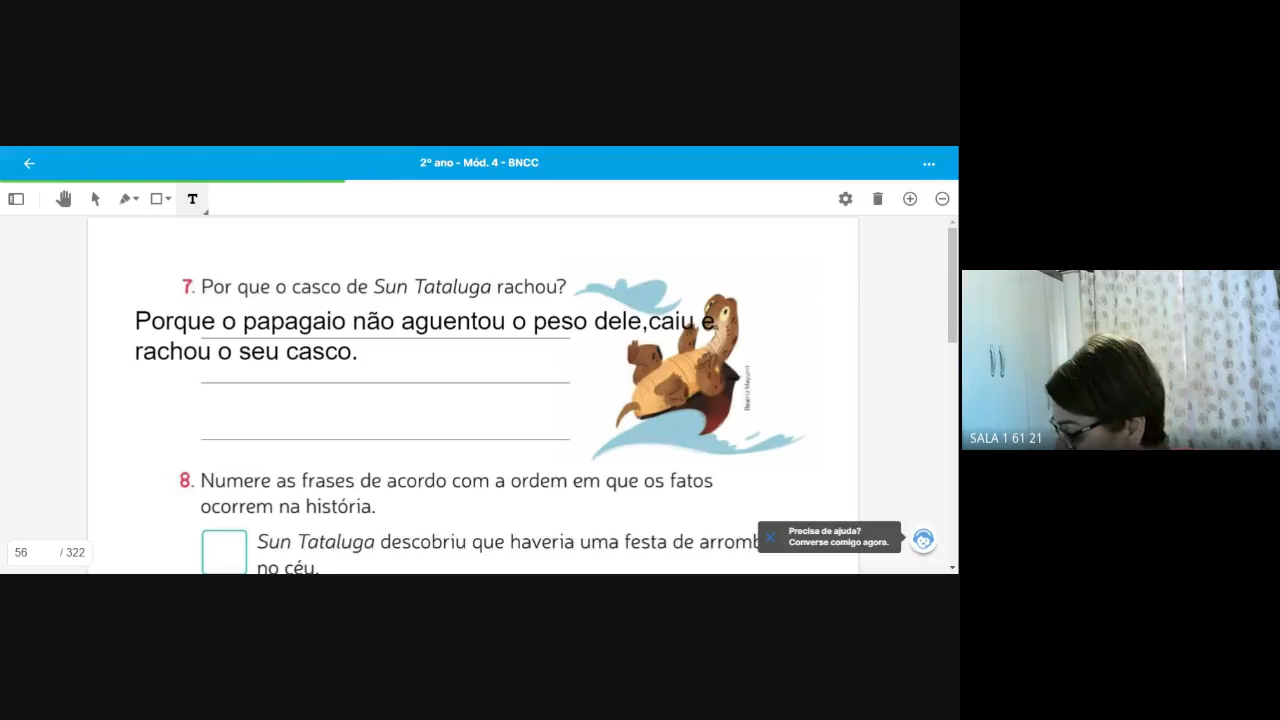 2º ano - Mód. 4 - BNCC
T
7. Por que o casco de Sun Tataluga rachou?
Porque o papagaio não aguentou o peso dele,caiu e
rachou o seu casco.
Beatriz Mayumi
8. Numere as frases de acordo com a ordem em que os fatos
ocorrem na história.
Sun Tataluga descobriu que haveria uma festa de arromb
no céu.
56 / 322
Precisa de ajuda?
Converse comigo agora.
SALA 1 61 21